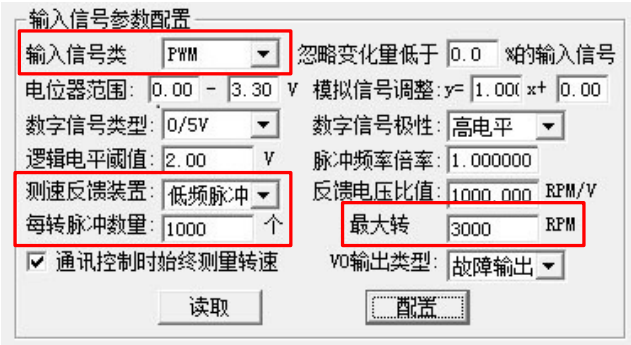 输入信号参数配置
输入信号类 PWM 忽略变化量低于 0.0 %的输入信号
电位器范围: 0.00 - 3.30 V 模拟信号调整:y= 1.00( x+ 0.00
数字信号类型: 0/5V 数字信号极性: 高电平
逻辑电平阈值: 2.00 V 脉冲频率倍率: 1.000000
测速反馈装置: 低频脉冲 反馈电压比值: 1000.000 RPM/V
每转脉冲数量: 1000 个 最大转 3000 RPM
通讯控制时始终测量转速 VO输出类型: 故障输出
读取 配置